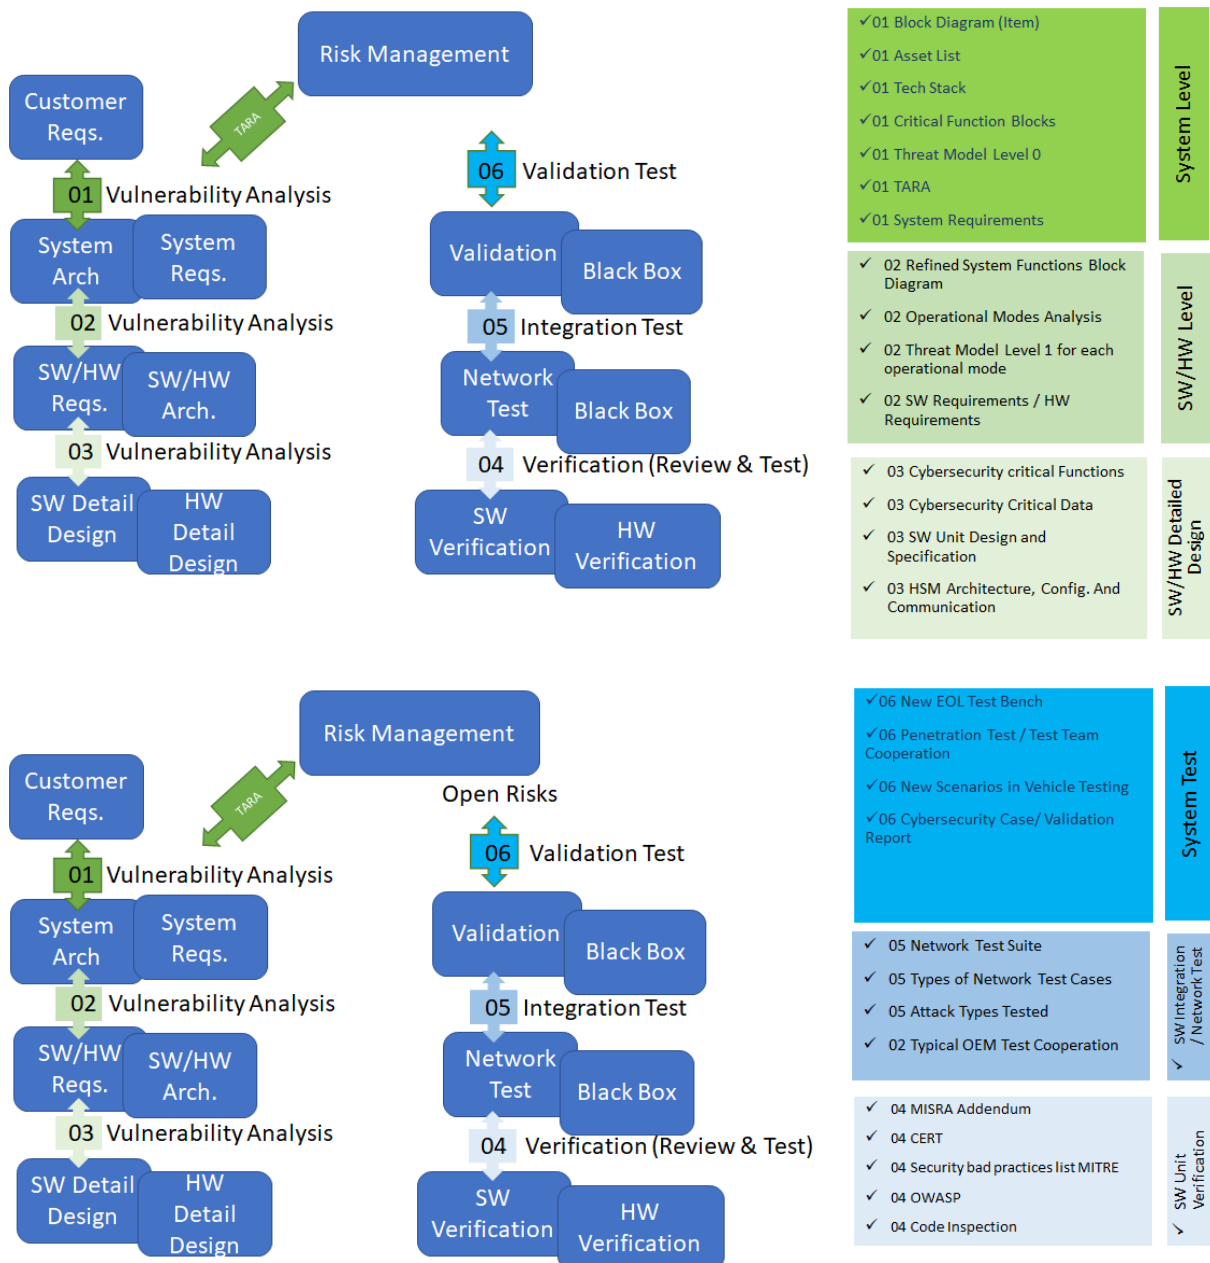 Risk Management
Customer
Reqs.
TARA
01 Vulnerability Analysis
System
Arch
System
Reqs.
02 Vulnerability Analysis
SW/HW
Reqs.
SW/HW
Arch.
03 Vulnerability Analysis
SW Detail
Design
HW
Detail
Design
06 Validation Test
Validation
Black Box
05 Integration Test
Network
Test
Black Box
04 Verification (Review & Test)
SW
Verification
HW
Verification
✓01 Block Diagram (Item)
✓01 Asset List
✓01 Tech Stack
✓01 Critical Function Blocks
✓01 Threat Model Level 0
✓01 TARA
✓01 System Requirements
System Level
✓ 02 Refined System Functions Block
Diagram
✓ 02 Operational Modes Analysis
✓ 02 Threat Model Level 1 for each
operational mode
✓ 02 SW Requirements / HW
Requirements
SW/HW Level
✓ 03 Cybersecurity critical Functions
✓ 03 Cybersecurity Critical Data
✓ 03 SW Unit Design and
Specification
✓ 03 HSM Architecture, Config. And
Communication
SW/HW Detailed
Design
Risk Management
Open Risks
Customer
Reqs.
TARA
01 Vulnerability Analysis
System
Arch
System
Reqs.
02 Vulnerability Analysis
SW/HW
Reqs.
SW/HW
Arch.
03 Vulnerability Analysis
SW Detail
Design
HW
Detail
Design
06 Validation Test
Validation
Black Box
05 Integration Test
Network
Test
Black Box
04 Verification (Review & Test)
SW
Verification
HW
Verification
✓06 New EOL Test Bench
✓06 Penetration Test / Test Team
Cooperation
✓06 New Scenarios in Vehicle Testing
✓06 Cybersecurity Case/ Validation
Report
System Test
✓ 05 Network Test Suite
✓ 05 Types of Network Test Cases
✓ 05 Attack Types Tested
✓ 02 Typical OEM Test Cooperation
✓ SW Integration
/ Network Test
✓ 04 MISRA Addendum
✓ 04 CERT
✓ 04 Security bad practices list MITRE
✓ 04 OWASP
✓ 04 Code Inspection
✓ SW Unit
Verification